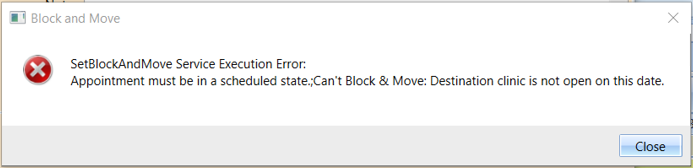 Block and Move
SetBlockAndMove Service Execution Error:
Appointment must be in a scheduled state.;Can't Block & Move: Destination clinic is not open on this date.
Close